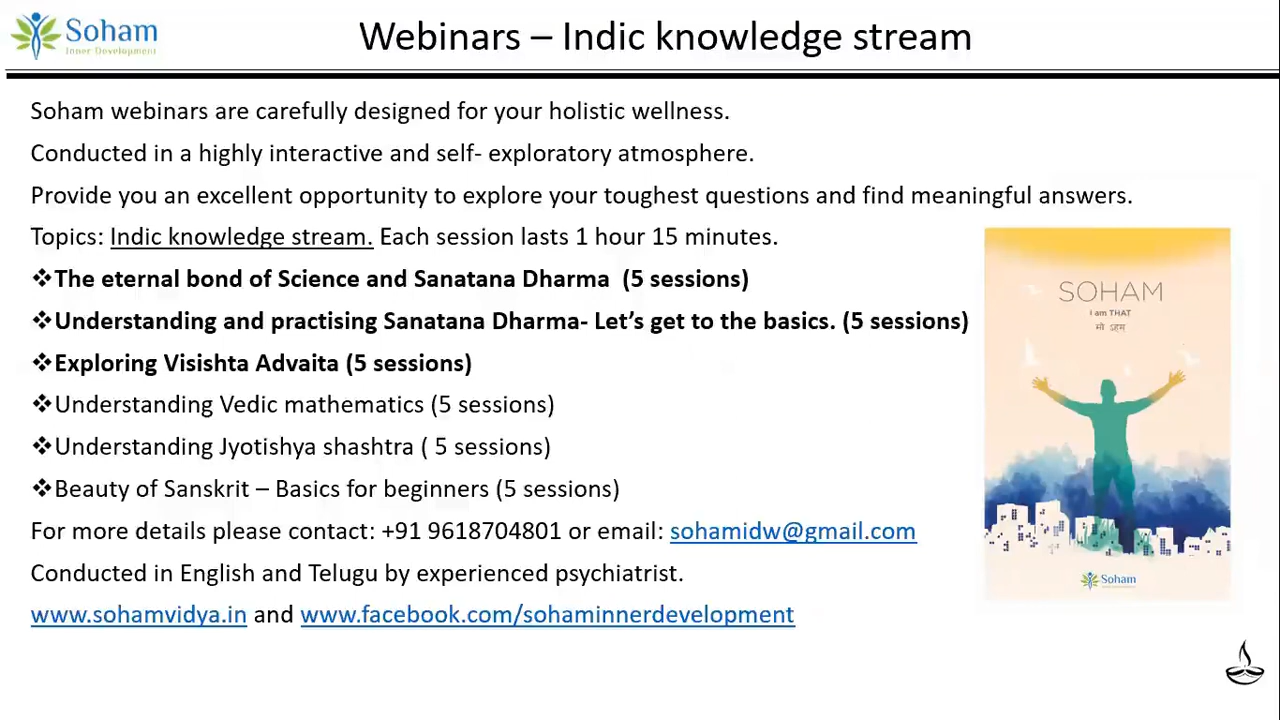 Soham
Inner Development
Webinars – Indic knowledge stream
Soham webinars are carefully designed for your holistic wellness.
Conducted in a highly interactive and self- exploratory atmosphere.
Provide you an excellent opportunity to explore your toughest questions and find meaningful answers.
Topics: Indic knowledge stream. Each session lasts 1 hour 15 minutes.
❖The eternal bond of Science and Sanatana Dharma (5 sessions)
❖Understanding and practising Sanatana Dharma- Let’s get to the basics. (5 sessions)
❖Exploring Visishta Advaita (5 sessions)
❖Understanding Vedic mathematics (5 sessions)
❖Understanding Jyotishya shashtra ( 5 sessions)
❖Beauty of Sanskrit – Basics for beginners (5 sessions)
For more details please contact: +91 9618704801 or email: sohamidw@gmail.com
Conducted in English and Telugu by experienced psychiatrist.
www.sohamvidya.in and www.facebook.com/sohaminnerdevelopment
SOHAM
I am THAT
सो ऽहम्
Soham